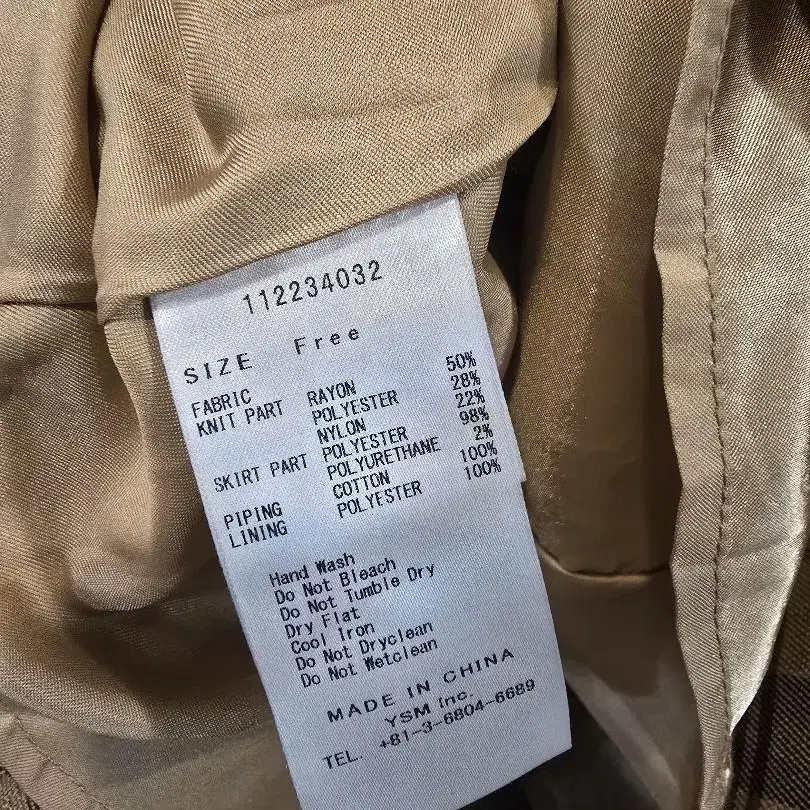 112234032
SIZE Free
FABRIC
KNIT PART RAYON 50%
POLYESTER 28%
NYLON 22%
SKIRT PART POLYESTER 98%
POLYURETHANE 2%
PIPING COTTON 100%
LINING POLYESTER 100%
Hand Wash
Do Not Bleach
Do Not Tumble Dry
Dry Flat
Cool Iron
Do Not Dryclean
Do Not Wetclean
MADE IN CHINA
YSM Inc.
TEL. +81-3-6804-6689